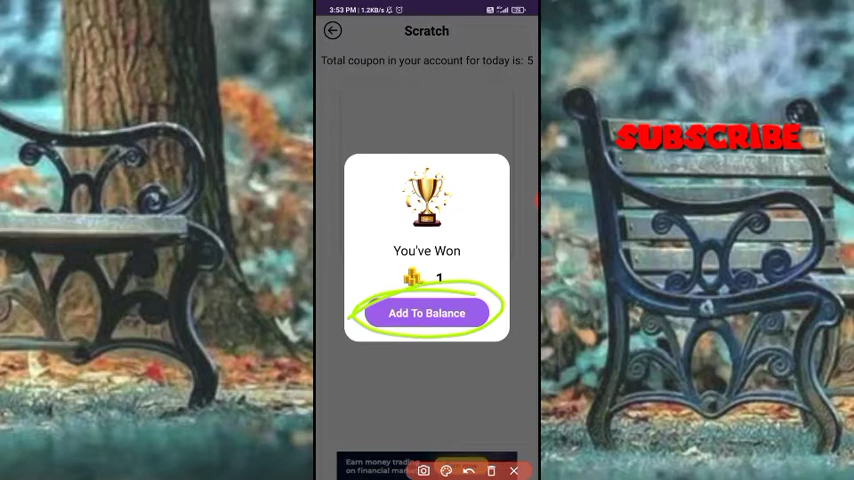 3:53 PM | 1.2KB/s
Scratch
Total coupon in your account for today is: 5
SUBSCRIBE
You've Won
1
Add To Balance
Earn money trading
on financial